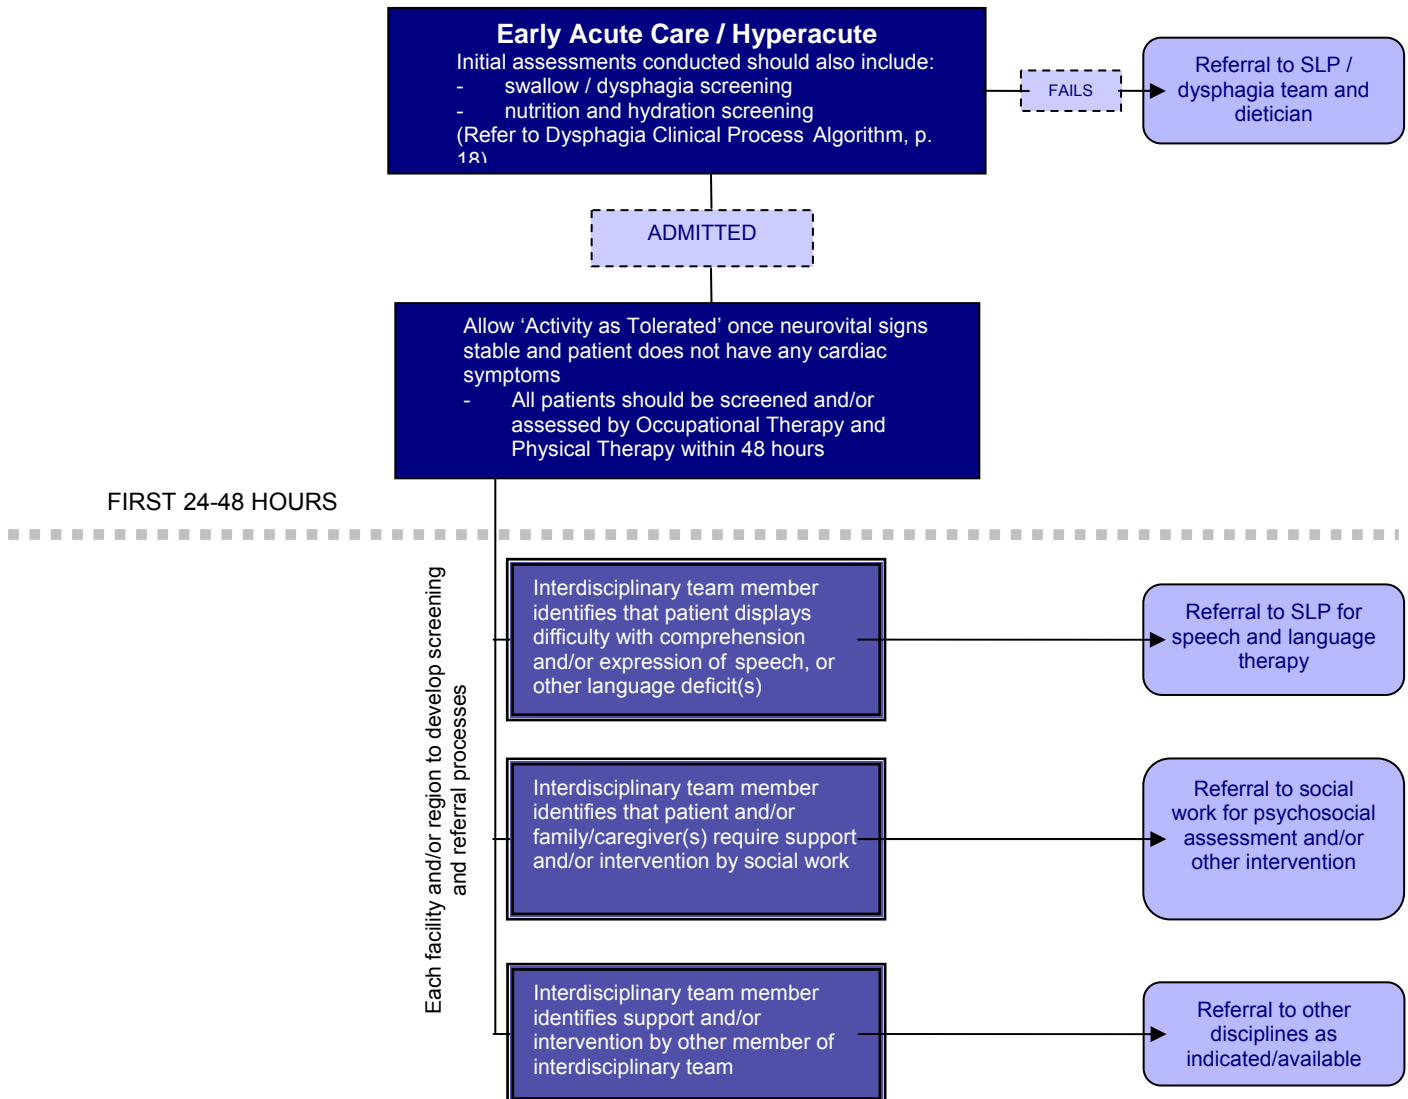 Early Acute Care / Hyperacute
Initial assessments conducted should also include:
- swallow / dysphagia screening
- nutrition and hydration screening
(Refer to Dysphagia Clinical Process Algorithm, p.
18)
FAILS
Referral to SLP /
dysphagia team and
dietician
ADMITTED
Allow ‘Activity as Tolerated’ once neurovital signs
stable and patient does not have any cardiac
symptoms
- All patients should be screened and/or
assessed by Occupational Therapy and
Physical Therapy within 48 hours
FIRST 24-48 HOURS
Each facility and/or region to develop screening
and referral processes
Interdisciplinary team member
identifies that patient displays
difficulty with comprehension
and/or expression of speech, or
other language deficit(s)
Referral to SLP for
speech and language
therapy
Interdisciplinary team member
identifies that patient and/or
family/caregiver(s) require support
and/or intervention by social work
Referral to social
work for psychosocial
assessment and/or
other intervention
Interdisciplinary team member
identifies support and/or
intervention by other member of
interdisciplinary team
Referral to other
disciplines as
indicated/available